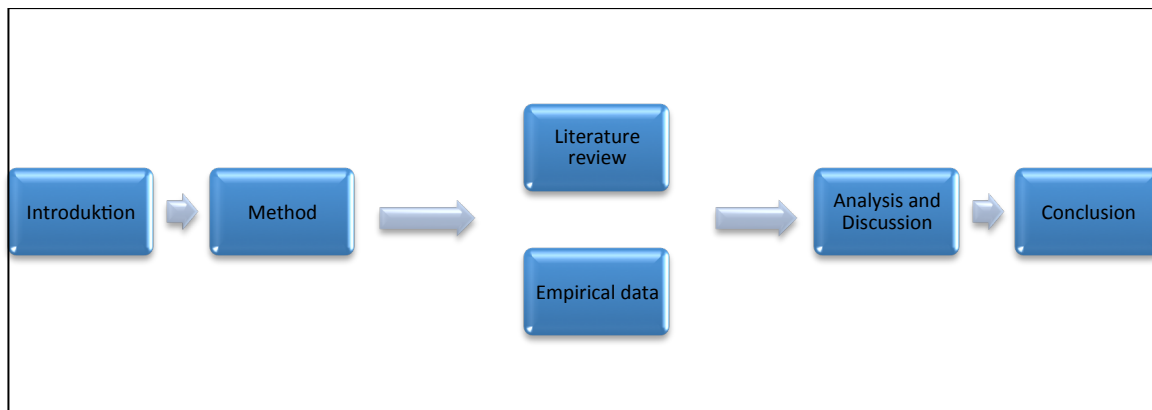 Introduktion
Method
Literature
review
Empirical data
Analysis and
Discussion
Conclusion